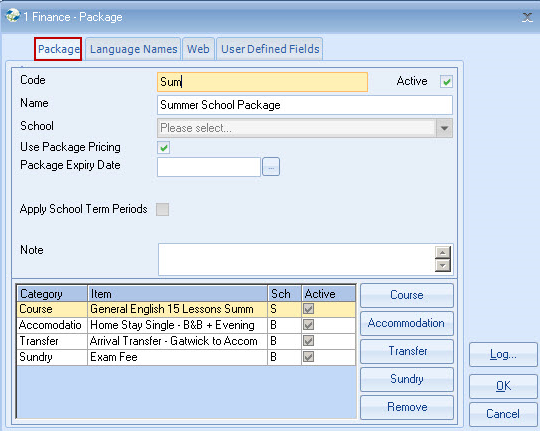 1 Finance - Package
Package Language Names Web User Defined Fields
Code Sum Active
Name Summer School Package
School Please select...
Use Package Pricing
Package Expiry Date ...
Apply School Term Periods
Note
Category Item Sch Active
Course General English 15 Lessons Summ S
Accomodatio Home Stay Single - B&B + Evening B
Transfer Arrival Transfer - Gatwick to Accom B
Sundry Exam Fee B
Course
Accommodation
Transfer
Sundry
Remove
Log...
OK
Cancel